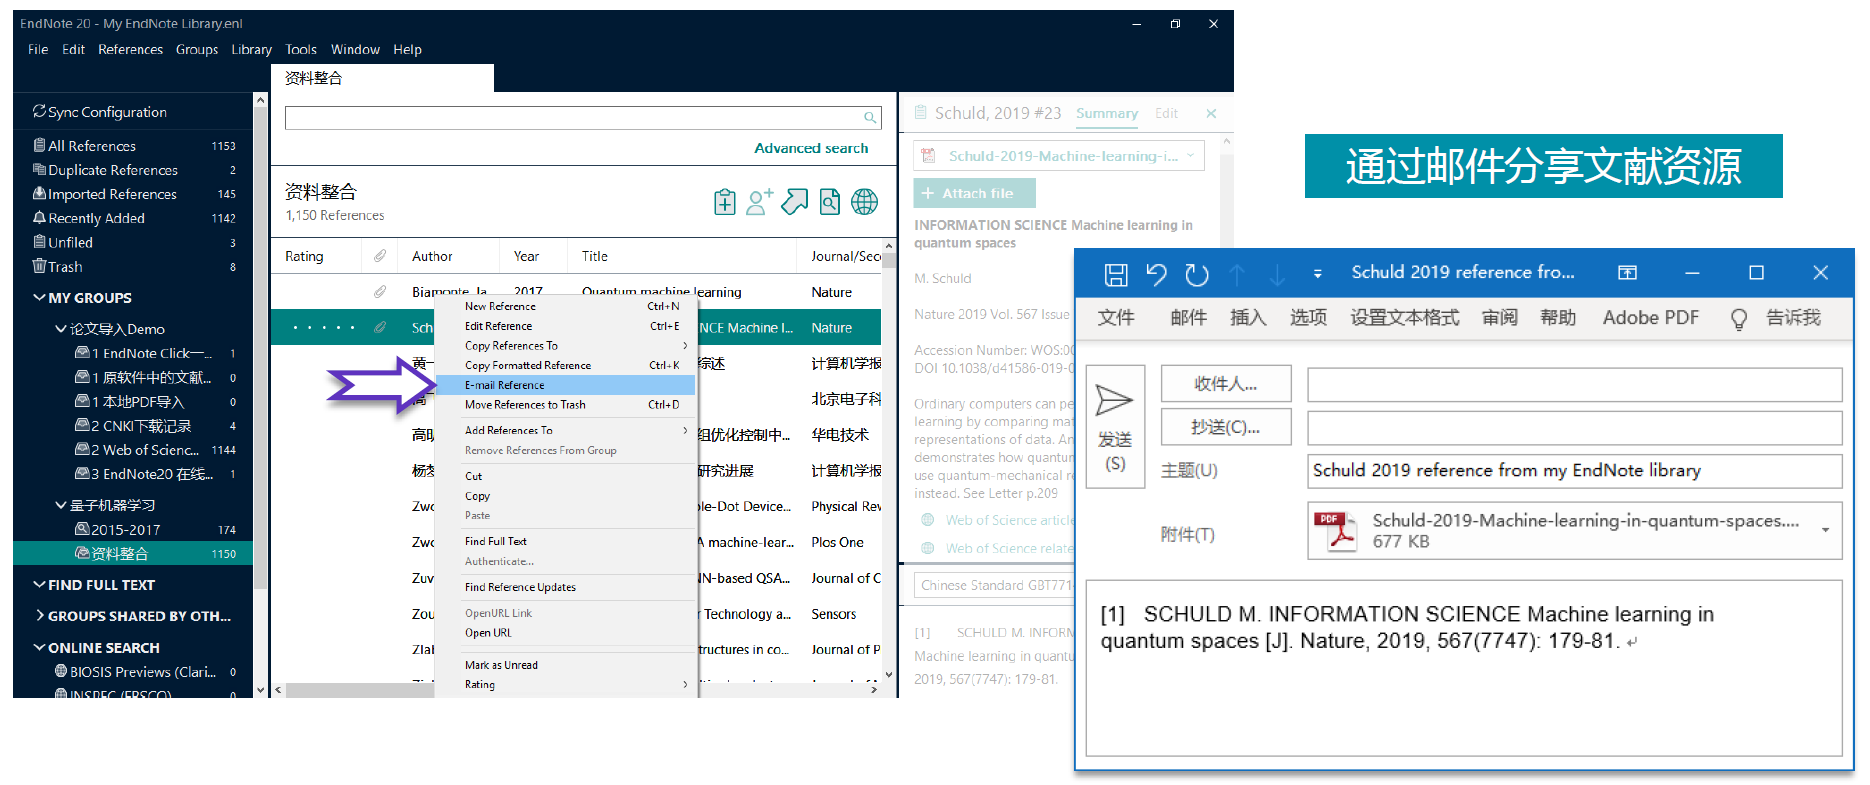 EndNote 20 - My EndNote Library.enl
File Edit References Groups Library Tools Window Help
资料整合
Sync Configuration
All References 1153
Duplicate References 2
Imported References 145
Recently Added 1142
Unfiled 3
Trash 8
MY GROUPS
论文导入Demo
1 EndNote Click一... 1
1 原软件中的文献... 0
1 本地PDF导入 0
2 CNKI下载记录 4
2 Web of Scienc... 1144
3 EndNote20 在线... 1
量子机器学习
2015-2017 174
资料整合 1150
FIND FULL TEXT
GROUPS SHARED BY OTH...
ONLINE SEARCH
BIOSIS Previews (Clari... 0
INSPEC (EBSCO) 0
Advanced search
资料整合
1,150 References
Rating Author Year Title Journal/Sec
Biamonte, Ja 2017 Quantum machine learning Nature
Sch NCE Machine l... Nature
黄一 综述 计算机学报
北京电子科
高明 组优化控制中... 华电技术
杨梦 研究进展 计算机学报
Zwo le-Dot Device... Physical Rev
Zwo A machine-lear... Plos One
Zuv NN-based QSA... Journal of C
Zou r Technology a... Sensors
Zlab tructures in co... Journal of P
New Reference Ctrl+N
Edit Reference Ctrl+E
Copy References To
Copy Formatted Reference Ctrl+K
E-mail Reference
Move References to Trash Ctrl+D
Add References To
Remove References From Group
Cut
Copy
Paste
Find Full Text
Authenticate...
Find Reference Updates
OpenURL Link
Open URL
Mark as Unread
Rating
Schuld, 2019 #23 Summary Edit
Schuld-2019-Machine-learning-i...
+ Attach file
INFORMATION SCIENCE Machine learning in
quantum spaces
M. Schuld
Nature 2019 Vol. 567 Issue
Accession Number: WOS:00
DOI 10.1038/d41586-019-0
Ordinary computers can pe
learning by comparing mat
representations of data. An
demonstrates how quantum
use quantum-mechanical re
instead. See Letter p.209
Web of Science article
Web of Science relate
Chinese Standard GBT771
[1] SCHULD M. INFORM
Machine learning in quantu
2019, 567(7747): 179-81.
通过邮件分享文献资源
Schuld 2019 reference fro...
文件 邮件 插入 选项 设置文本格式 审阅 帮助 Adobe PDF 告诉我
发送
(S)
收件人...
抄送(C)...
主题(U) Schuld 2019 reference from my EndNote library
附件(T) PDF Schuld-2019-Machine-learning-in-quantum-spaces....
677 KB
[1] SCHULD M. INFORMATION SCIENCE Machine learning in
quantum spaces [J]. Nature, 2019, 567(7747): 179-81.